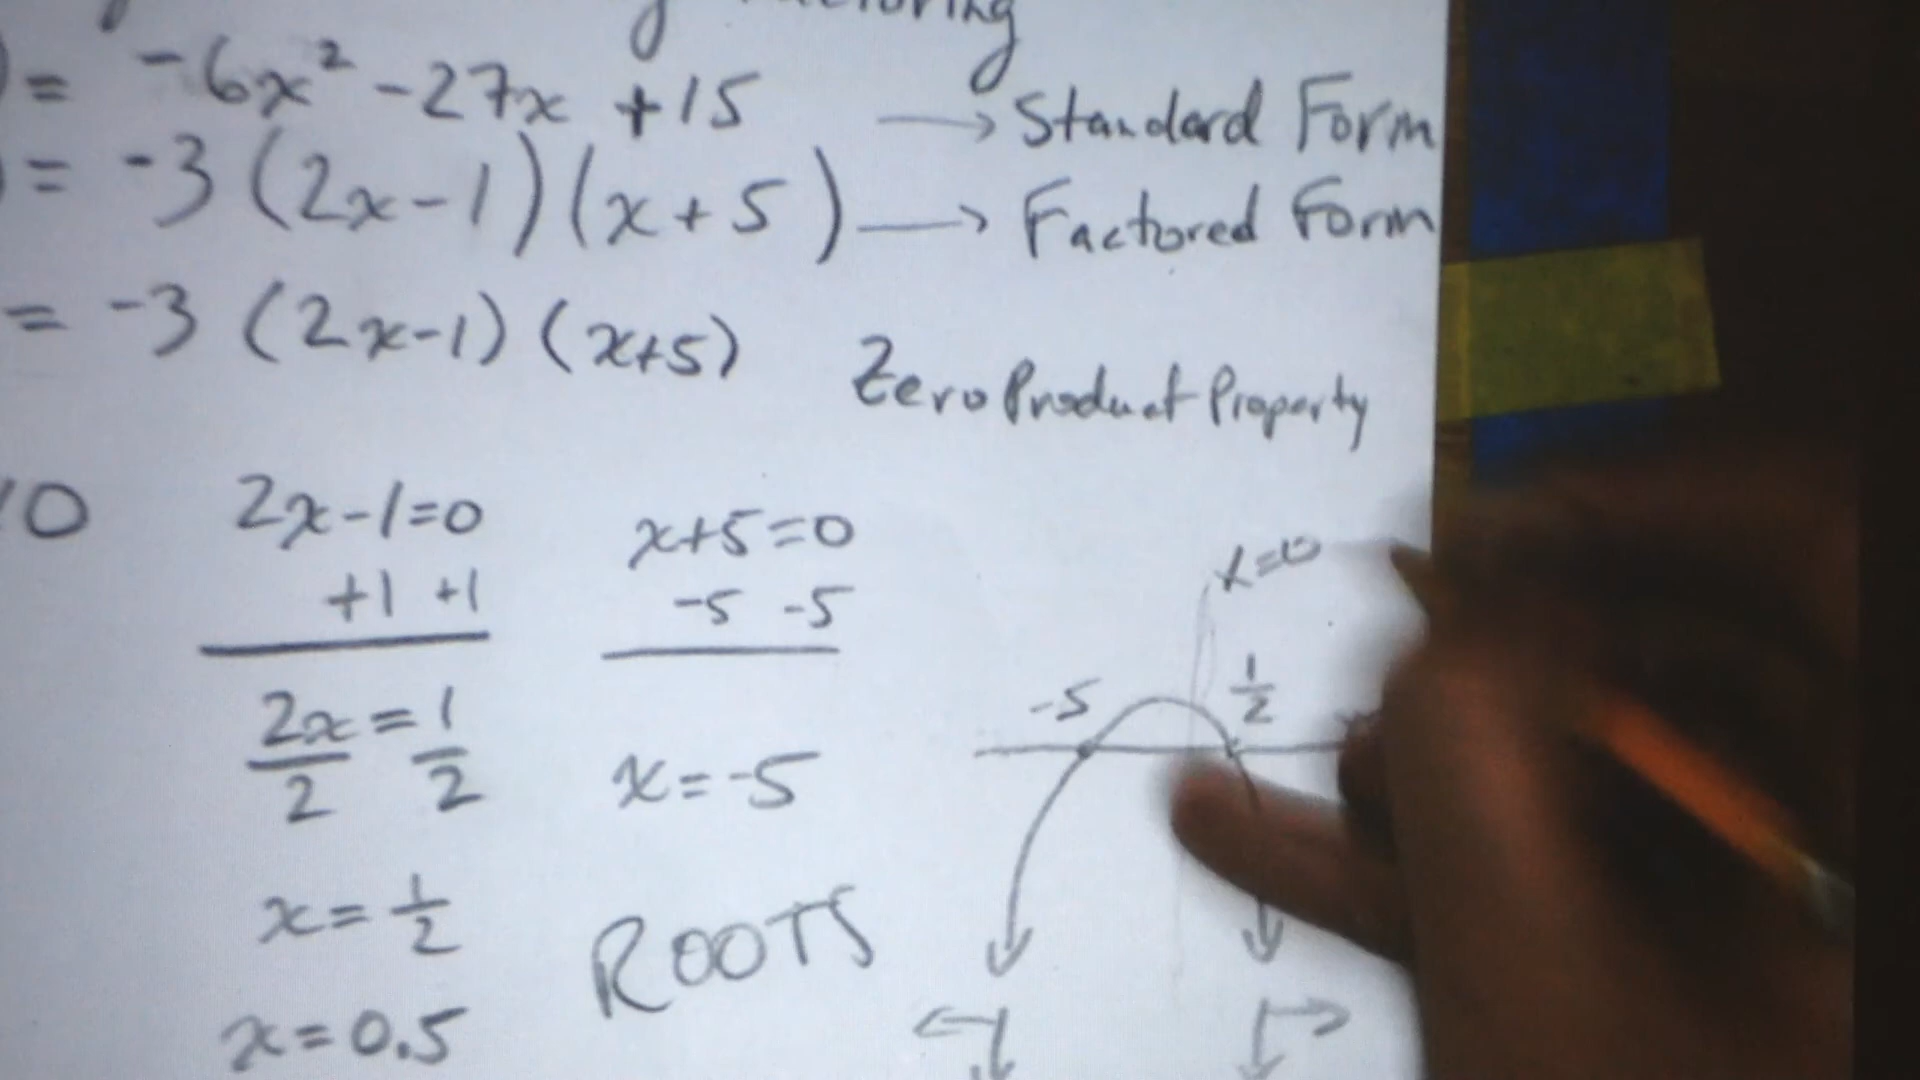 factoring
) = -6x² -27x +15 → Standard Form
) = -3 (2x-1)(x+5) → Factored Form
= -3 (2x-1) (x+5)
Zero Product Property
0
2x-1=0
+1 +1
2x = 1
2 2
x = 1/2
x = 0.5
x+5=0
-5 -5
x = -5
ROOTS
x=0
-5
1/2